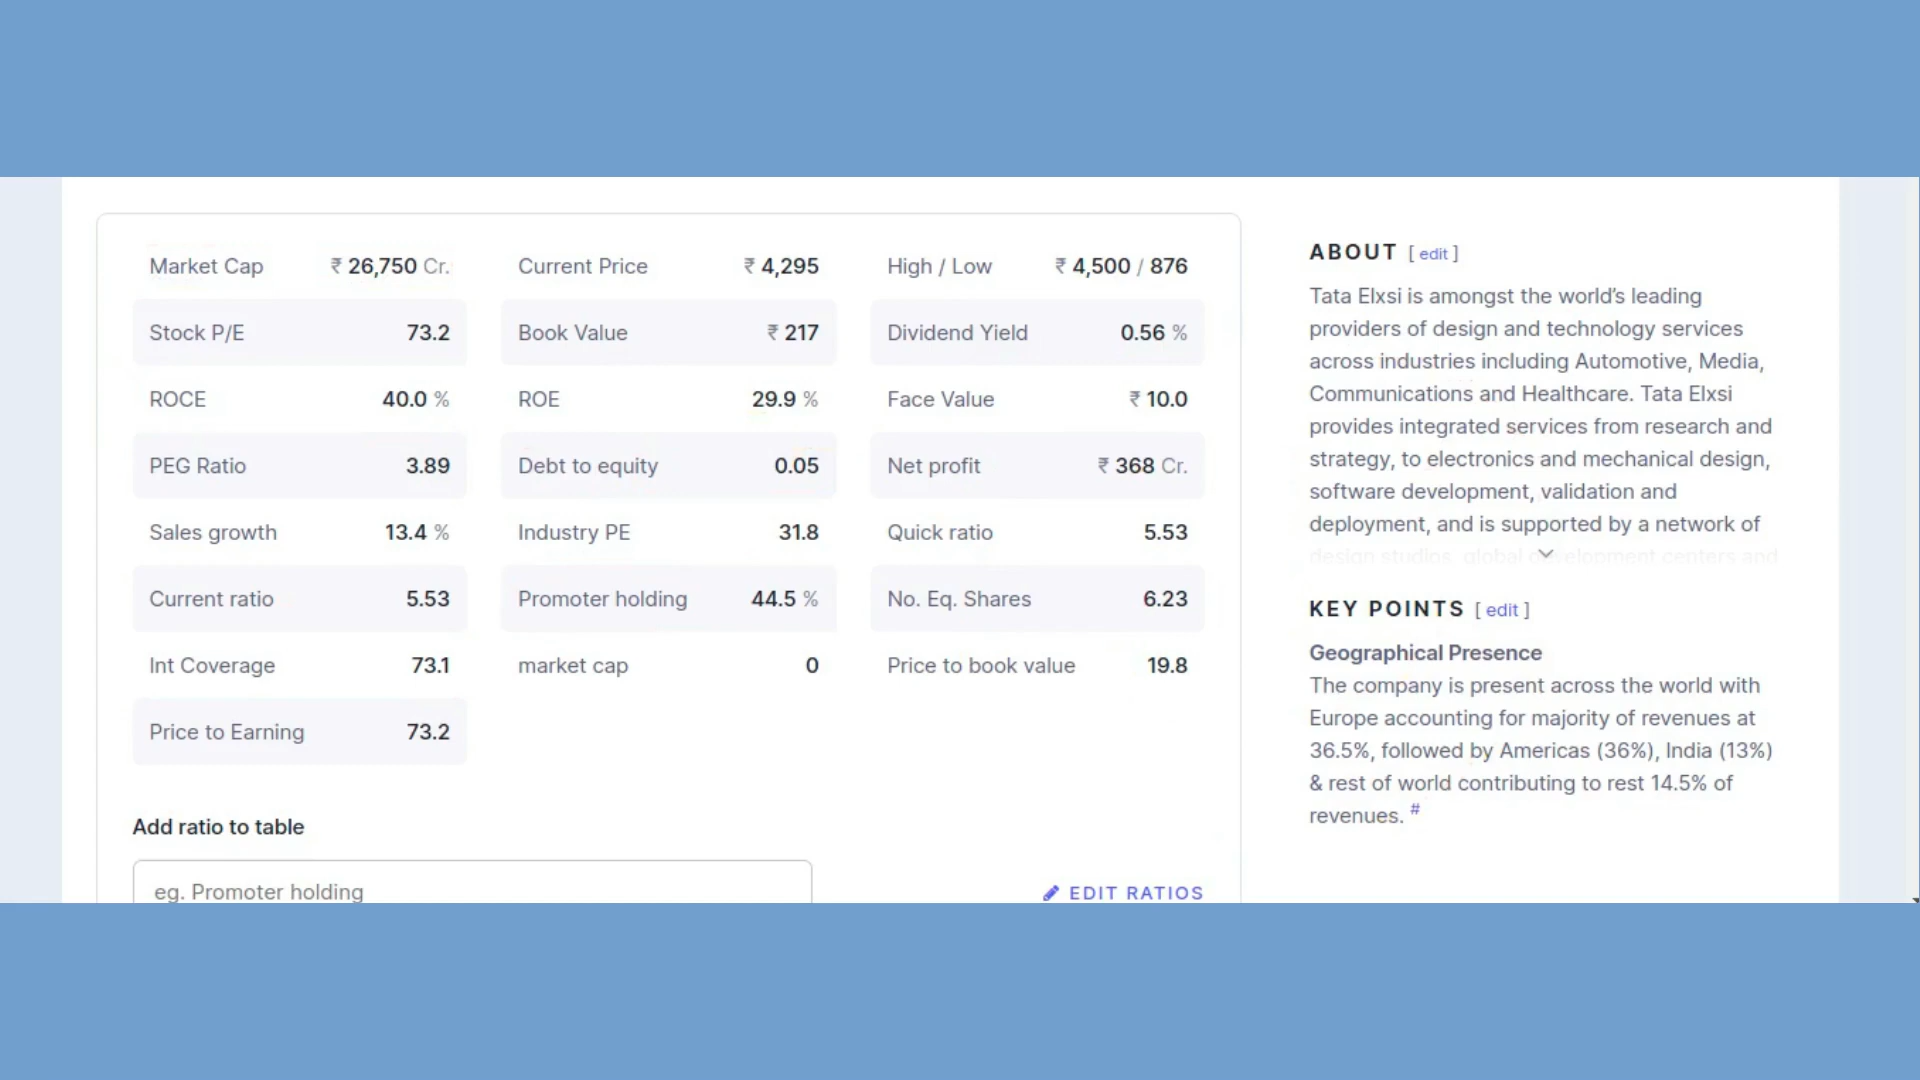 Market Cap ₹ 26,750 Cr.
Current Price ₹ 4,295
High / Low ₹ 4,500 / 876
Stock P/E 73.2
Book Value ₹ 217
Dividend Yield 0.56 %
ROCE 40.0 %
ROE 29.9 %
Face Value ₹ 10.0
PEG Ratio 3.89
Debt to equity 0.05
Net profit ₹ 368 Cr.
Sales growth 13.4 %
Industry PE 31.8
Quick ratio 5.53
Current ratio 5.53
Promoter holding 44.5 %
No. Eq. Shares 6.23
Int Coverage 73.1
market cap 0
Price to book value 19.8
Price to Earning 73.2
Add ratio to table
eg. Promoter holding
EDIT RATIOS
ABOUT [ edit ]
Tata Elxsi is amongst the world’s leading
providers of design and technology services
across industries including Automotive, Media,
Communications and Healthcare. Tata Elxsi
provides integrated services from research and
strategy, to electronics and mechanical design,
software development, validation and
deployment, and is supported by a network of
design studios, global development centers and
KEY POINTS [ edit ]
Geographical Presence
The company is present across the world with
Europe accounting for majority of revenues at
36.5%, followed by Americas (36%), India (13%)
& rest of world contributing to rest 14.5% of
revenues. #